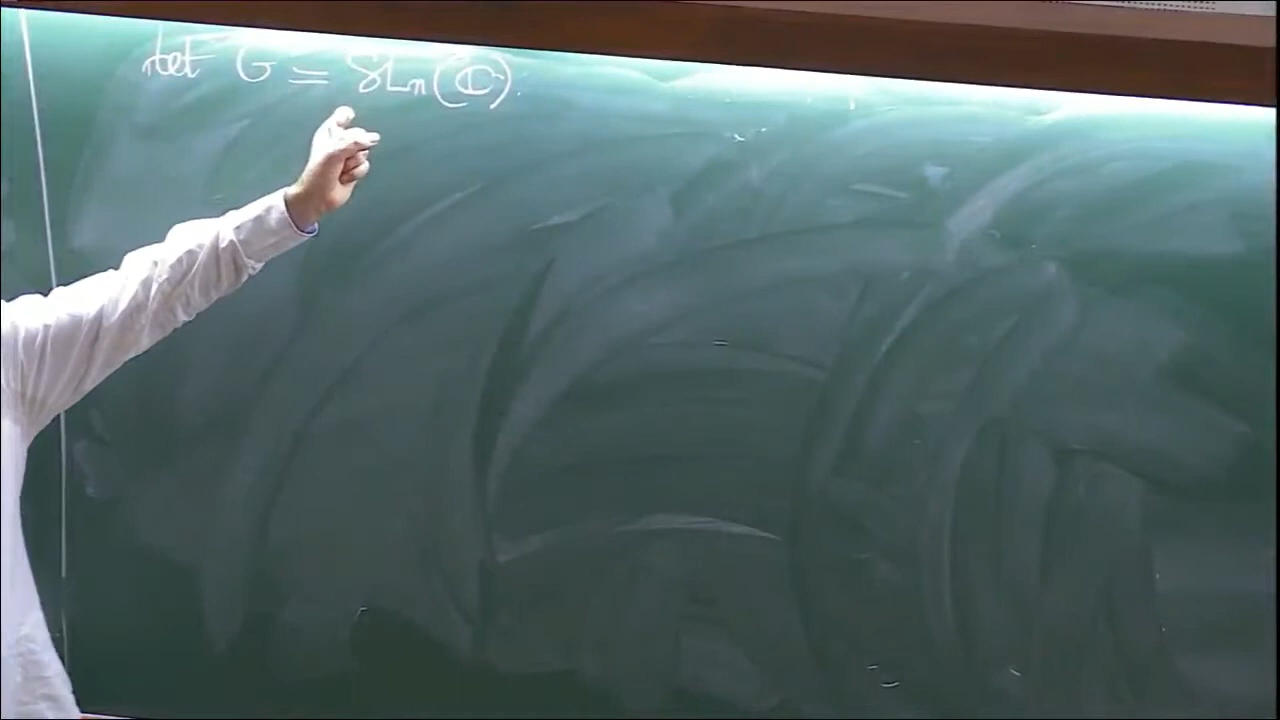 let G = SLn(ℂ).